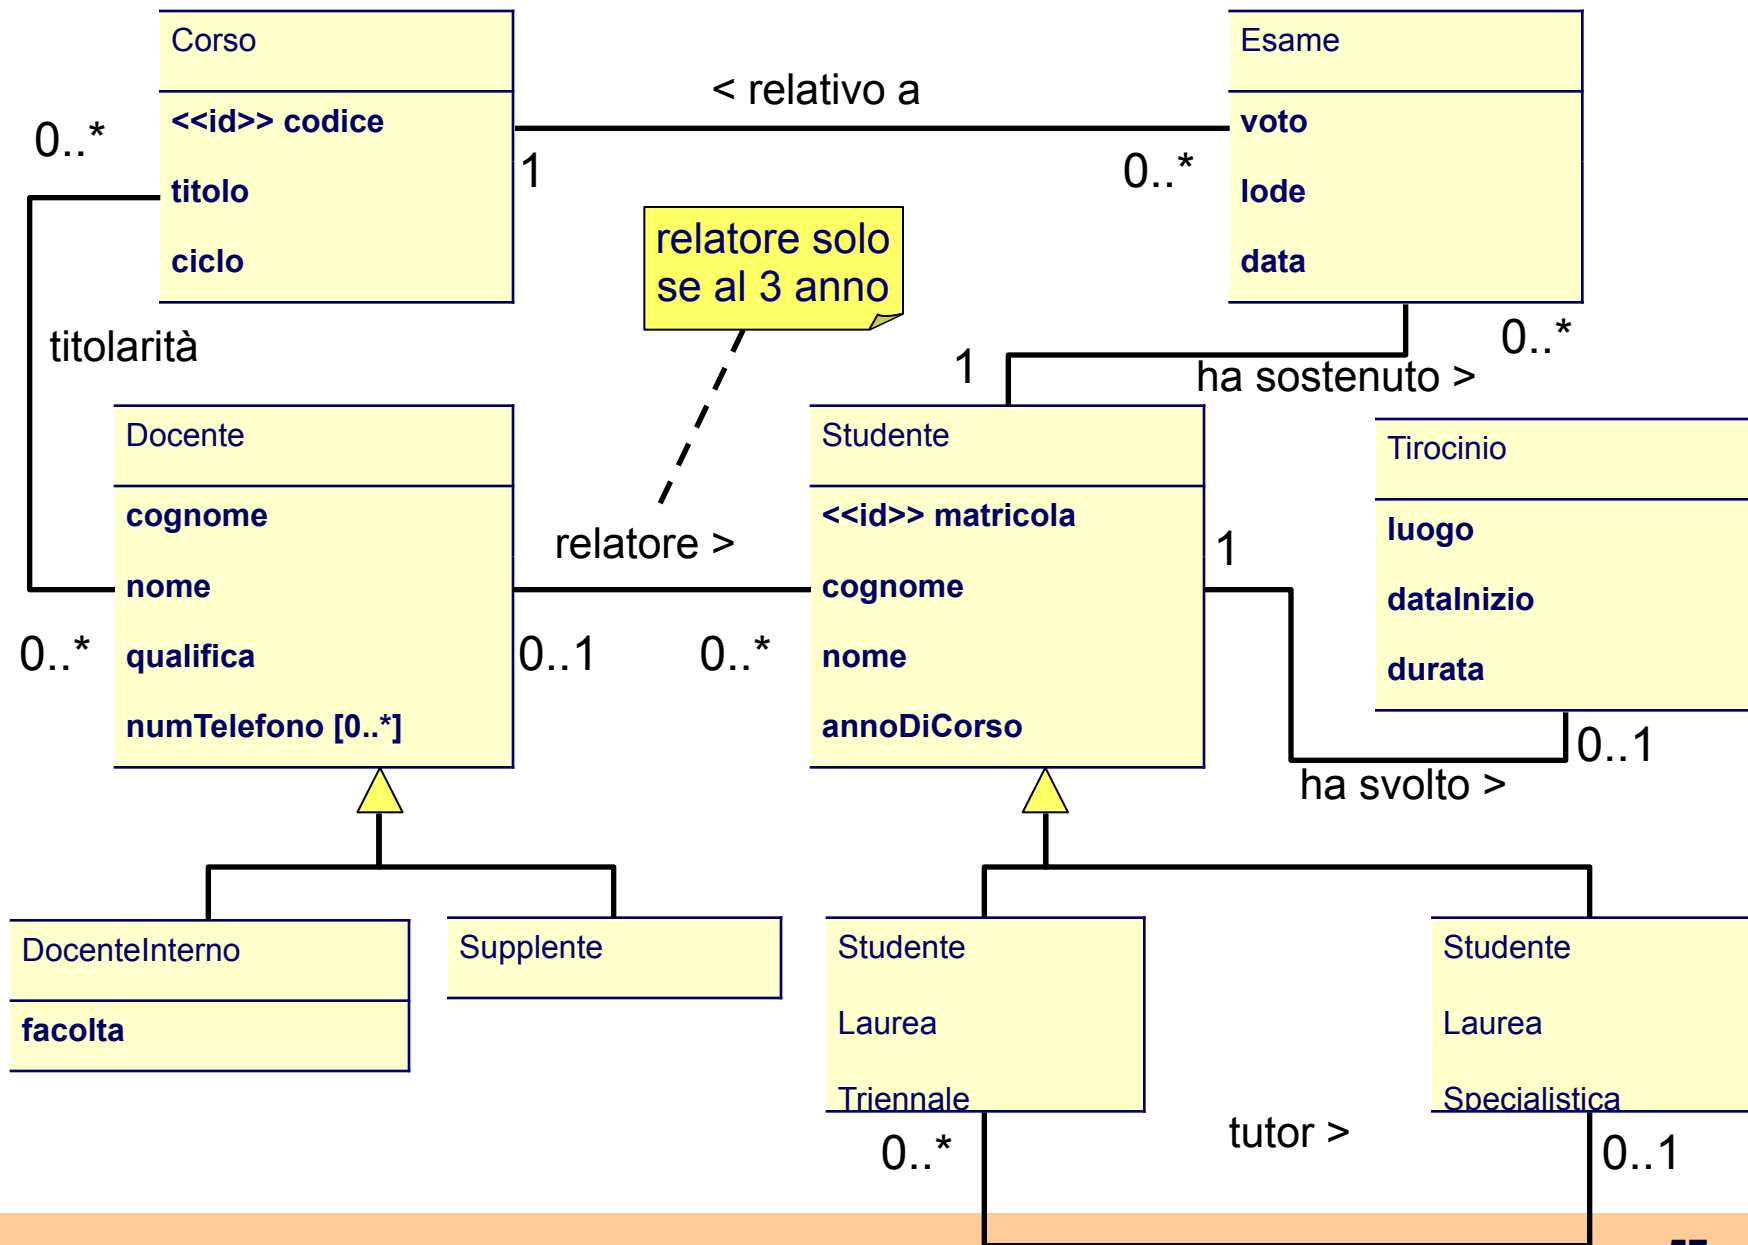 Corso
<<id>> codice
titolo
ciclo
Esame
voto
lode
data
< relativo a
1
0..*
0..*
titolarità
0..*
relatore solo
se al 3 anno
1
0..*
ha sostenuto >
Docente
cognome
nome
qualifica
numTelefono [0..*]
relatore >
0..1
0..*
Studente
<<id>> matricola
cognome
nome
annoDiCorso
Tirocinio
luogo
dataInizio
durata
1
0..1
ha svolto >
DocenteInterno
facolta
Supplente
Studente
Laurea
Triennale
Studente
Laurea
Specialistica
0..*
tutor >
0..1